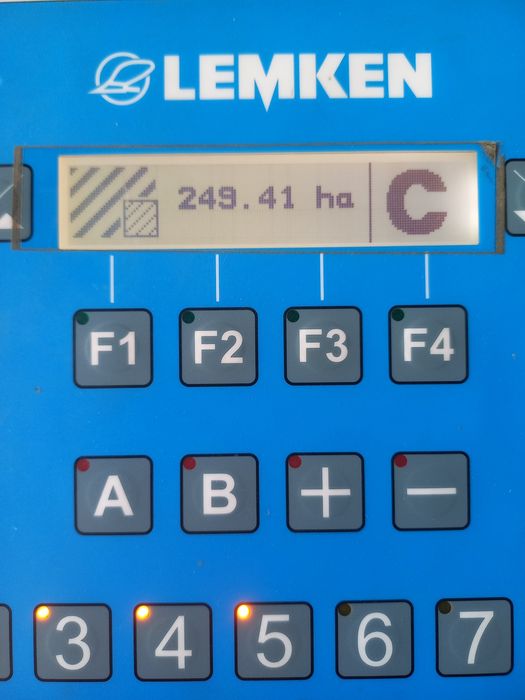 LEMKEN
249.41 ha C
F1 F2 F3 F4
A B + −
3 4 5 6 7